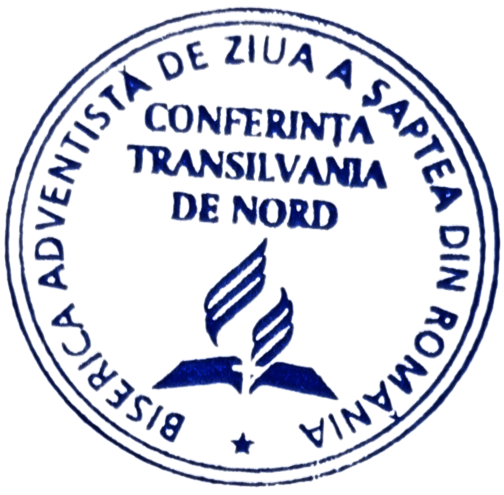 BISERICA ADVENTISTĂ DE ZIUA A ȘAPTEA DIN ROMÂNIA
CONFERINȚA
TRANSILVANIA
DE NORD